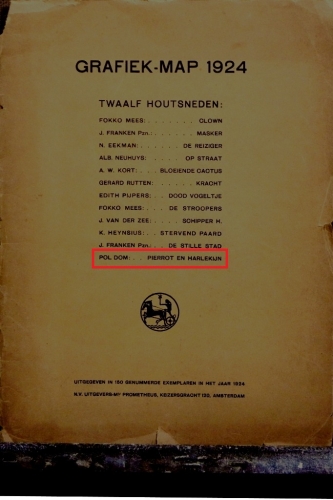 GRAFIEK-MAP 1924
TWAALF HOUTSNEDEN:
FOKKO MEES: . . . . . . . CLOWN
J. FRANKEN Pzn.: . . . . . MASKER
N. EEKMAN: . . . . . DE REIZIGER
ALB. NEUHUYS: . . . . OP STRAAT
A. W. KORT: . . BLOEIENDE CACTUS
GERARD RUTTEN: . . . . KRACHT
EDITH PIJPERS: . . DOOD VOGELTJE
FOKKO MEES: . . . DE STROOPERS
J. VAN DER ZEE: . . . . SCHIPPER H.
K. HEYNSIUS: . . STERVEND PAARD
J. FRANKEN Pzn.: . . DE STILLE STAD
POL DOM: . . PIERROT EN HARLEKIJN
UITGEGEVEN IN 150 GENUMMERDE EXEMPLAREN IN HET JAAR 1924
N.V. UITGEVERS-MIJ PROMETHEUS, KEIZERSGRACHT 120, AMSTERDAM